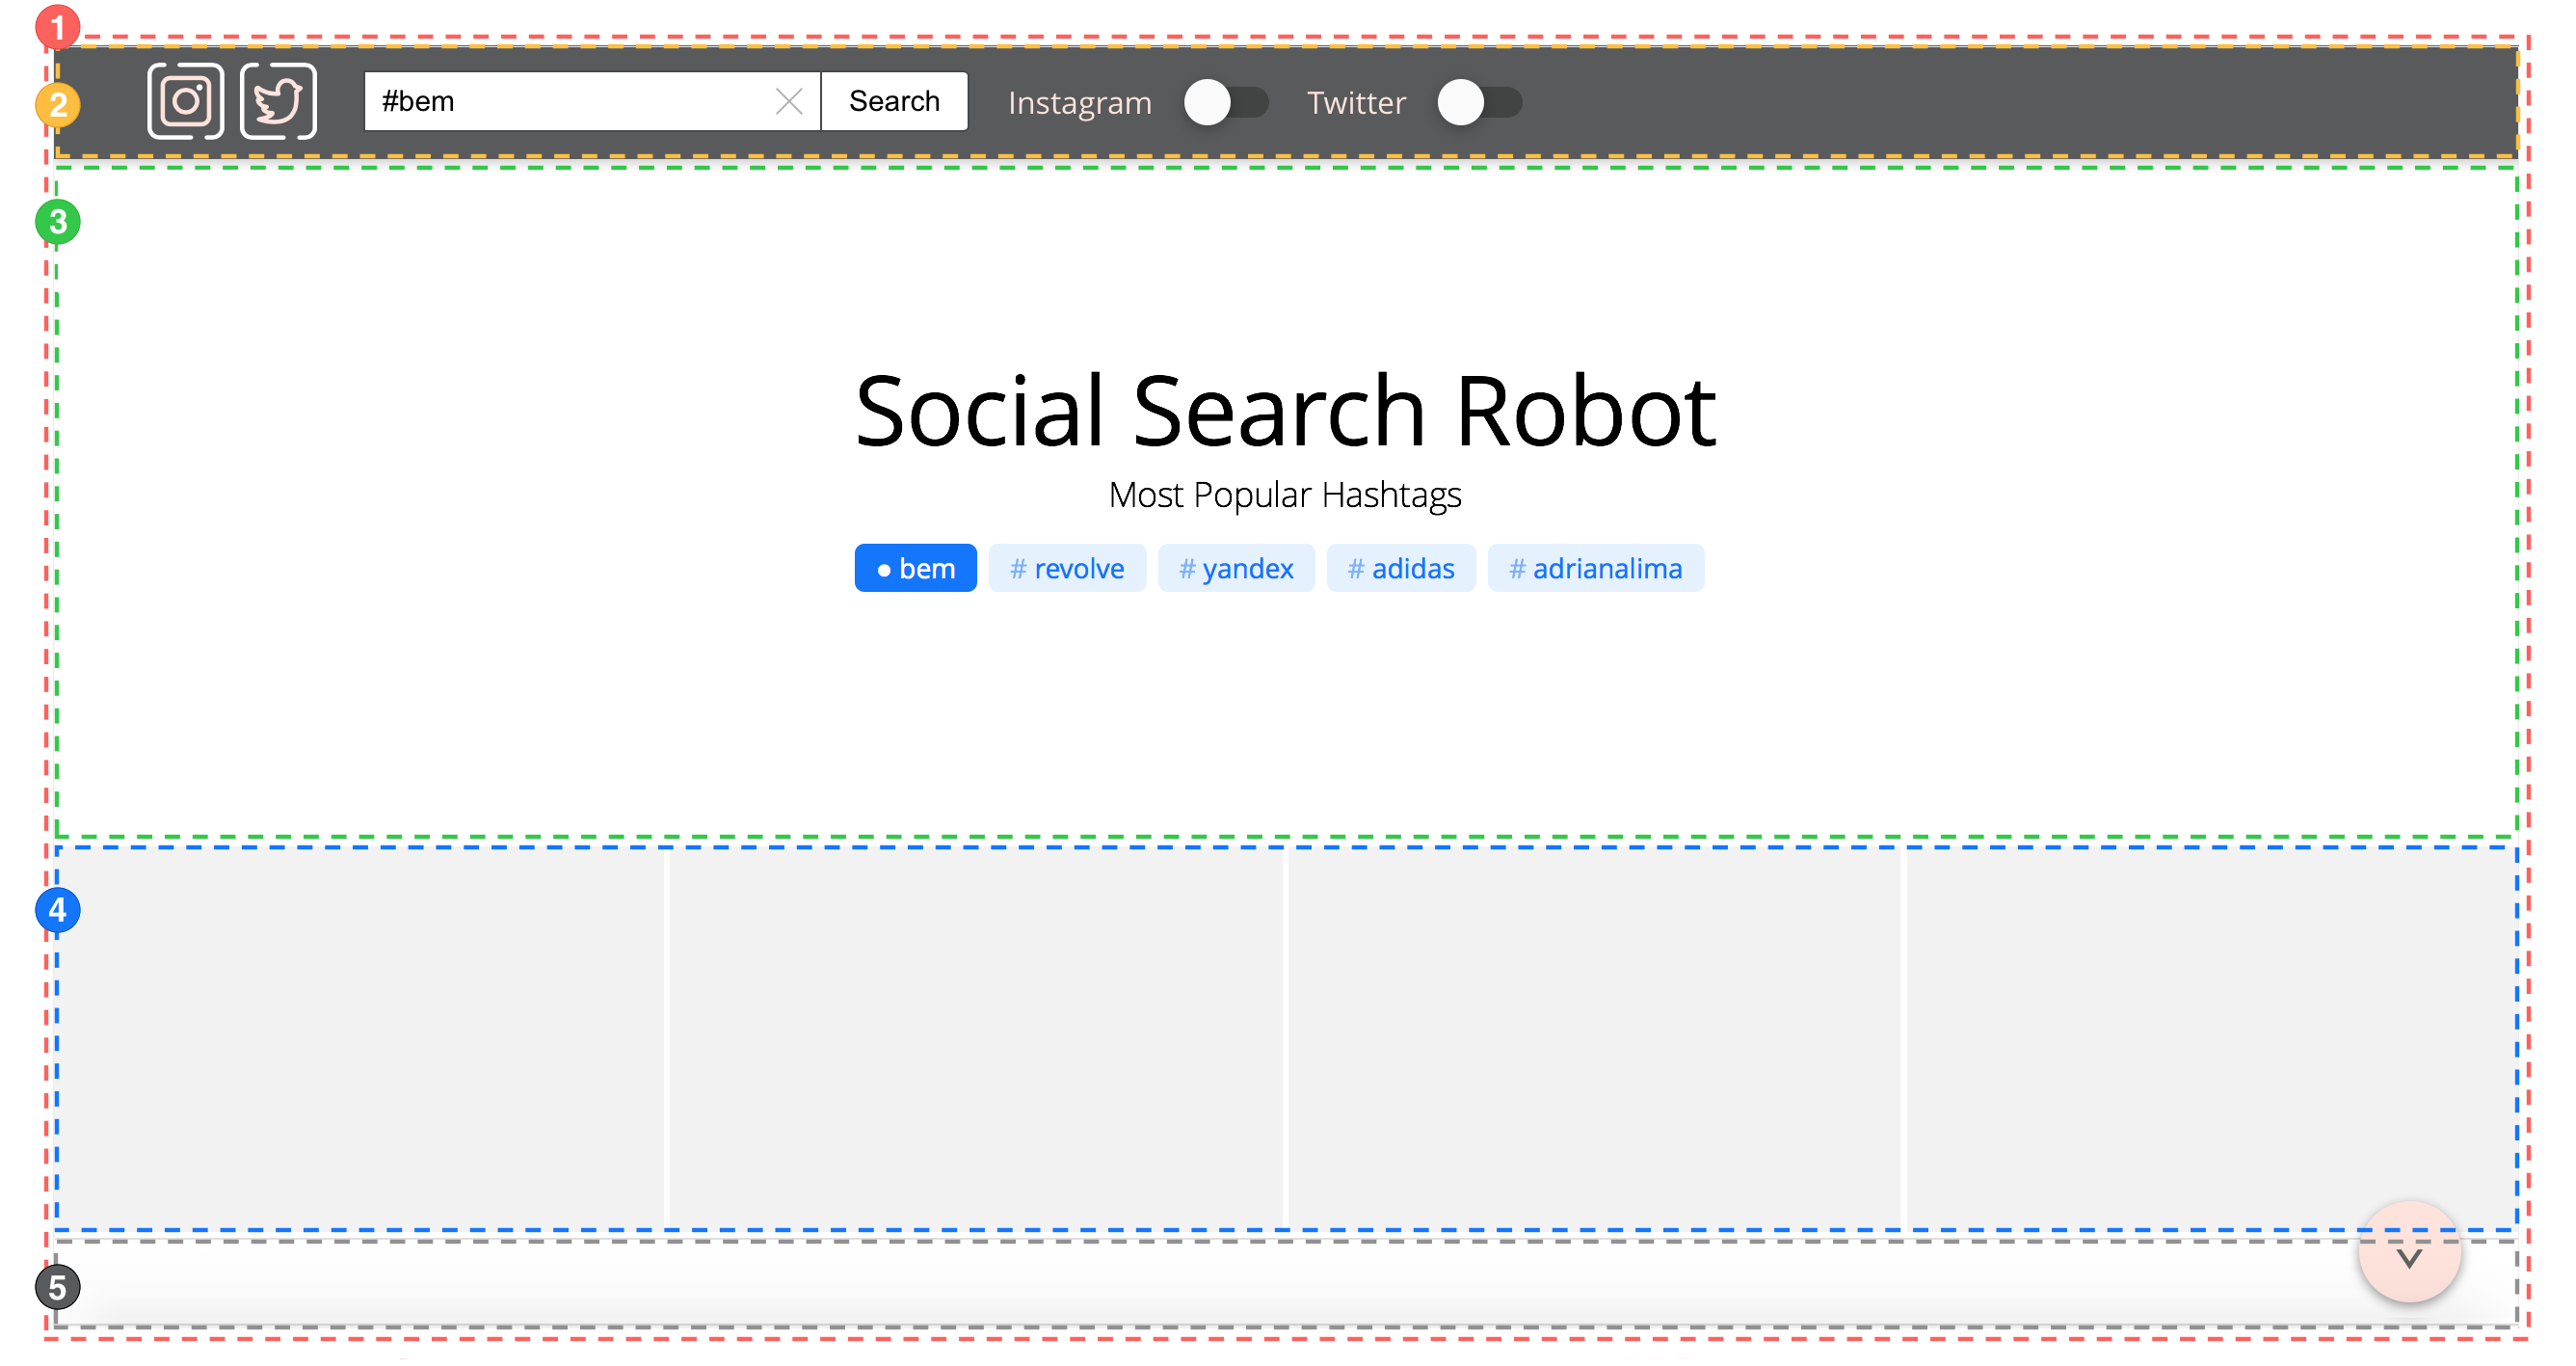 1
2
#bem Search Instagram Twitter
3
Social Search Robot
Most Popular Hashtags
bem # revolve # yandex # adidas # adrianalima
4
5